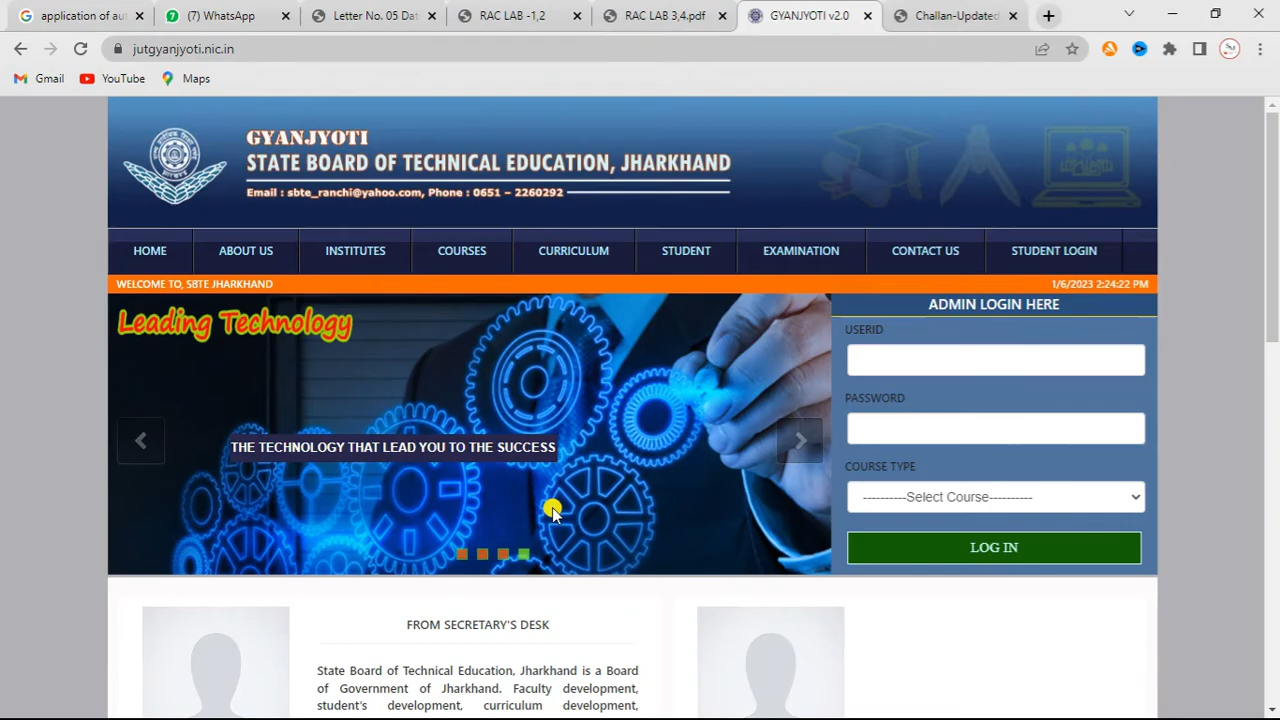 application of aut
(7) WhatsApp
Letter No. 05 Dat
RAC LAB -1,2
RAC LAB 3,4.pdf
GYANJYOTI v2.0
Challan-Updated
jutgyanjyoti.nic.in
Gmail
YouTube
Maps
GYANJYOTI
STATE BOARD OF TECHNICAL EDUCATION, JHARKHAND
Email : sbte_ranchi@yahoo.com, Phone : 0651 – 2260292
HOME
ABOUT US
INSTITUTES
COURSES
CURRICULUM
STUDENT
EXAMINATION
CONTACT US
STUDENT LOGIN
WELCOME TO, SBTE JHARKHAND
1/6/2023 2:24:22 PM
Leading Technology
THE TECHNOLOGY THAT LEAD YOU TO THE SUCCESS
ADMIN LOGIN HERE
USERID
PASSWORD
COURSE TYPE
----------Select Course----------
LOG IN
FROM SECRETARY'S DESK
State Board of Technical Education, Jharkhand is a Board
of Government of Jharkhand. Faculty development,
student's development, curriculum development,